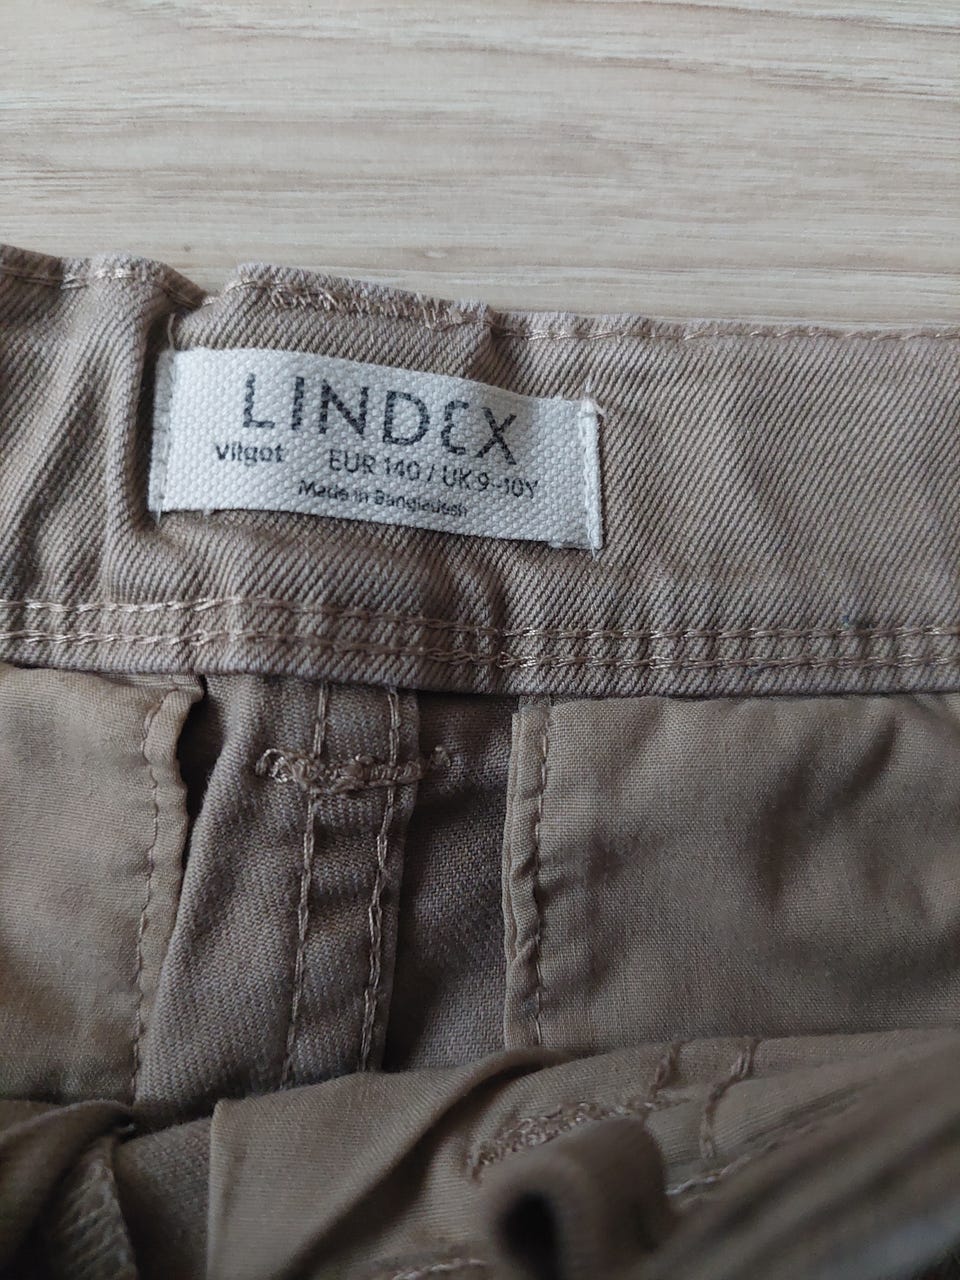 LINDEX
Vilgot EUR 140 / UK 9-10Y
Made in Bangladesh